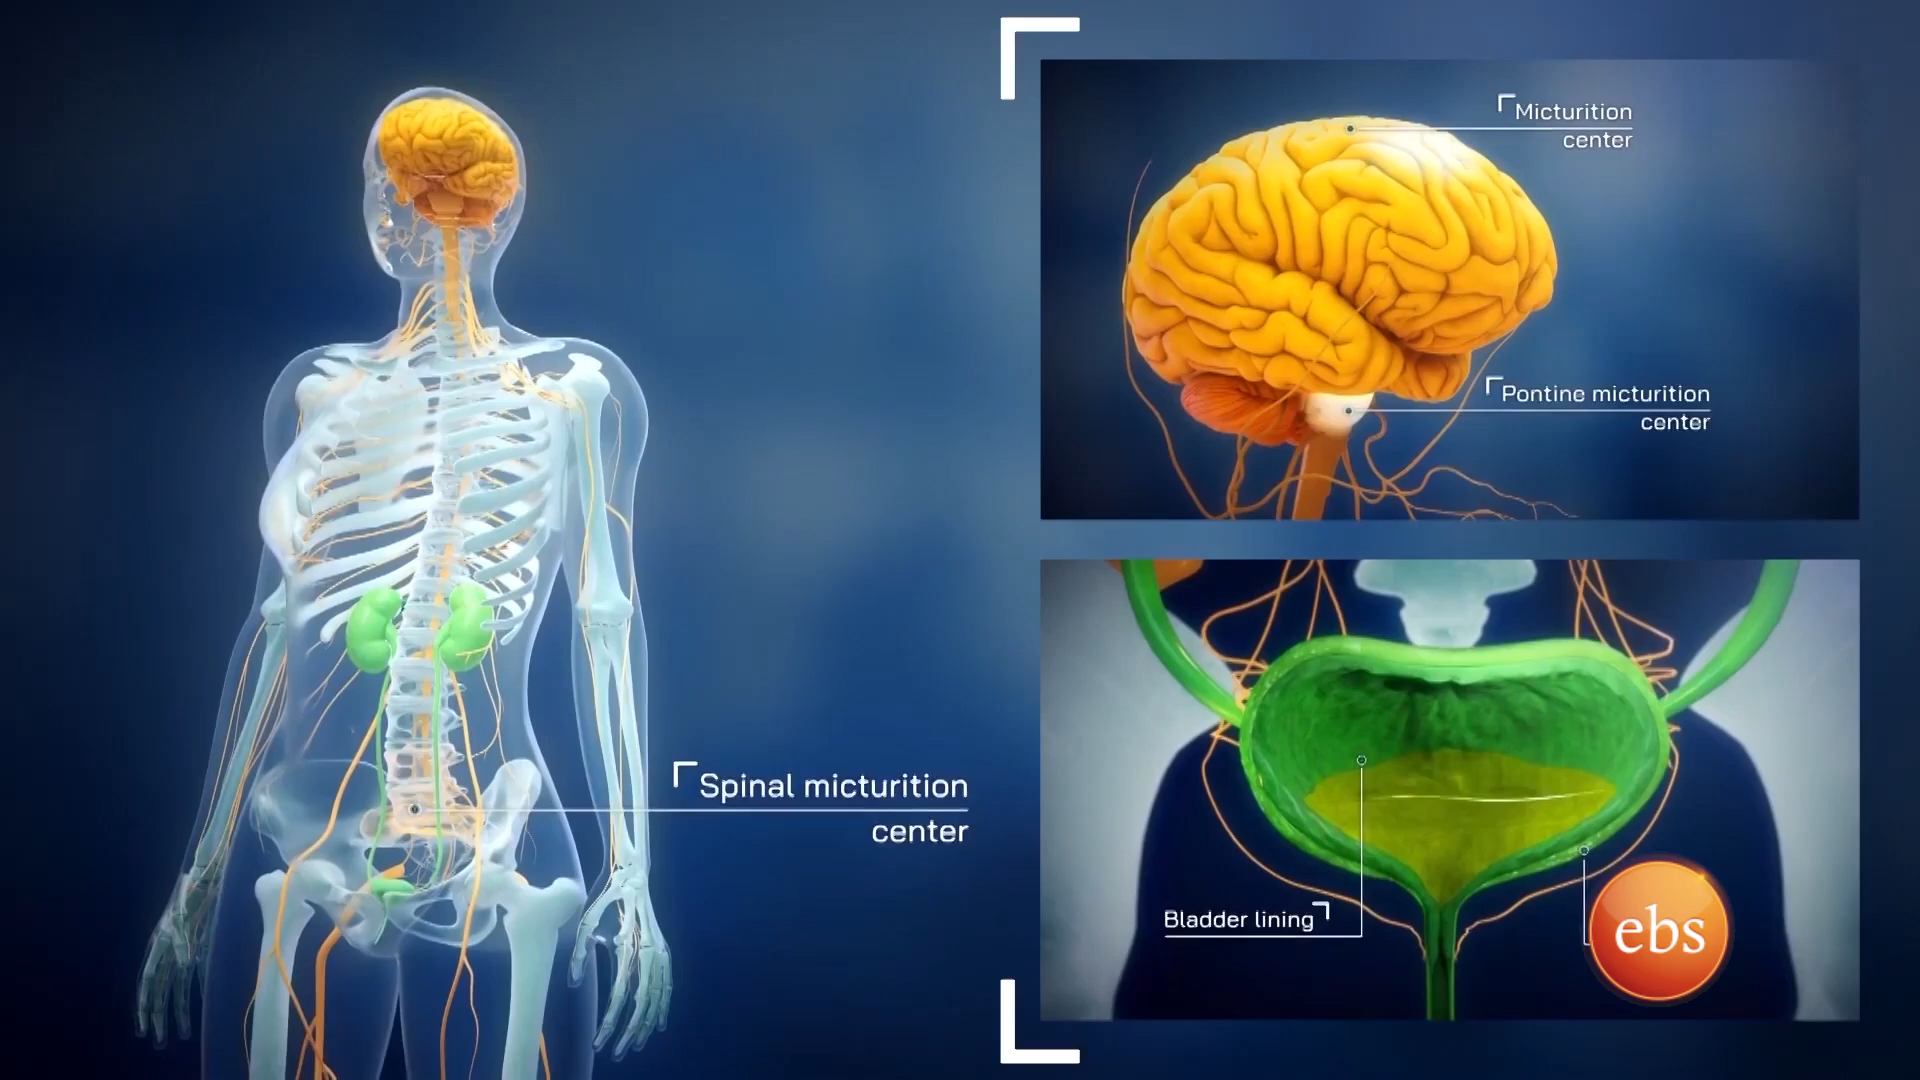 Micturition
center
Pontine micturition
center
Spinal micturition
center
Bladder lining
ebs